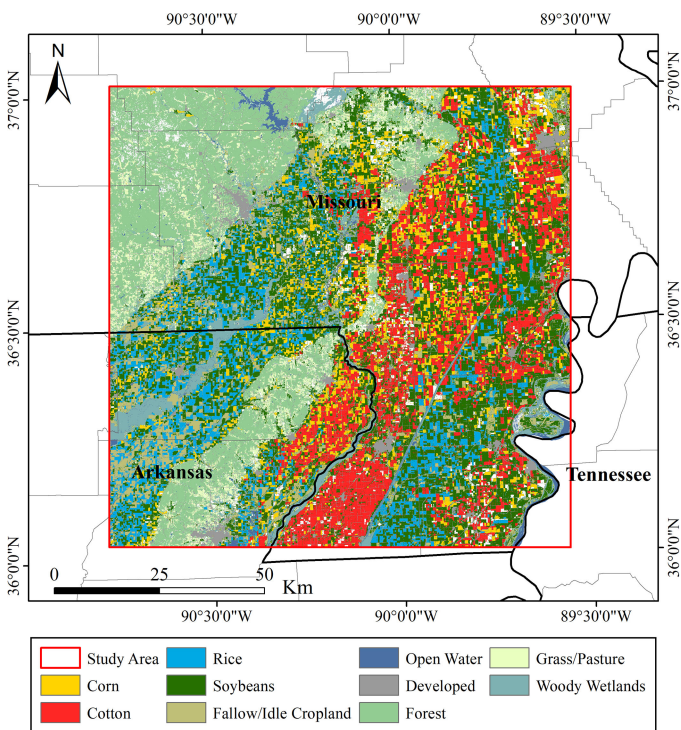 90°30'0"W 90°0'0"W 89°30'0"W
N
37°0'0"N 37°0'0"N
Missouri
36°30'0"N 36°30'0"N
Arkansas Tennessee
36°0'0"N 36°0'0"N
0 25 50 Km
90°30'0"W 90°0'0"W 89°30'0"W
Study Area Rice Open Water Grass/Pasture
Corn Soybeans Developed Woody Wetlands
Cotton Fallow/Idle Cropland Forest